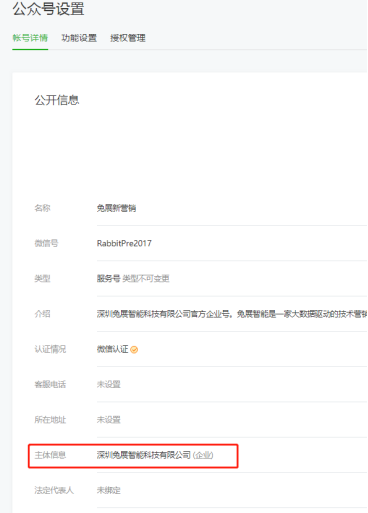 公众号设置
帐号详情 功能设置 授权管理
公开信息
名称 兔展新营销
微信号 RabbitPre2017
类型 服务号 类型不可变更
介绍 深圳兔展智能科技有限公司官方企业号。兔展智能是一家大数据驱动的技术营销
认证情况 微信认证
客服电话 未设置
所在地址 未设置
主体信息 深圳兔展智能科技有限公司 (企业)
法定代表人 未绑定